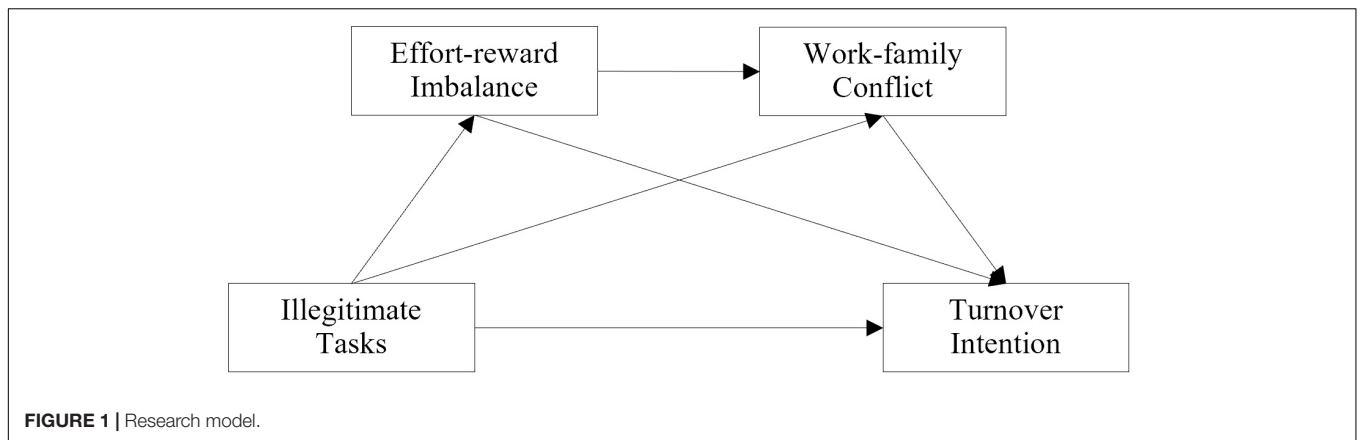 Effort-reward
Imbalance
Work-family
Conflict
Illegitimate
Tasks
Turnover
Intention
FIGURE 1 | Research model.